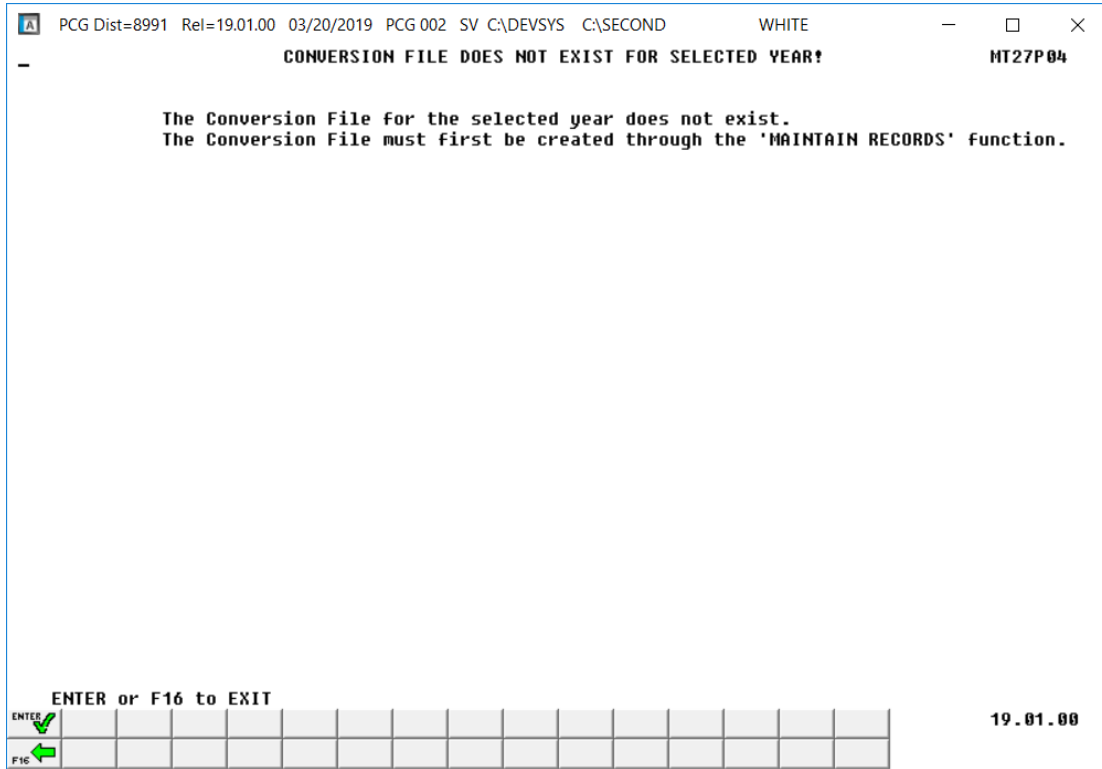 PCG Dist=8991 Rel=19.01.00 03/20/2019 PCG 002 SV C:\DEVSYS C:\SECOND WHITE
CONVERSION FILE DOES NOT EXIST FOR SELECTED YEAR! MT27P04
The Conversion File for the selected year does not exist.
The Conversion File must first be created through the 'MAINTAIN RECORDS' function.
ENTER or F16 to EXIT
ENTER 19.01.00
F16